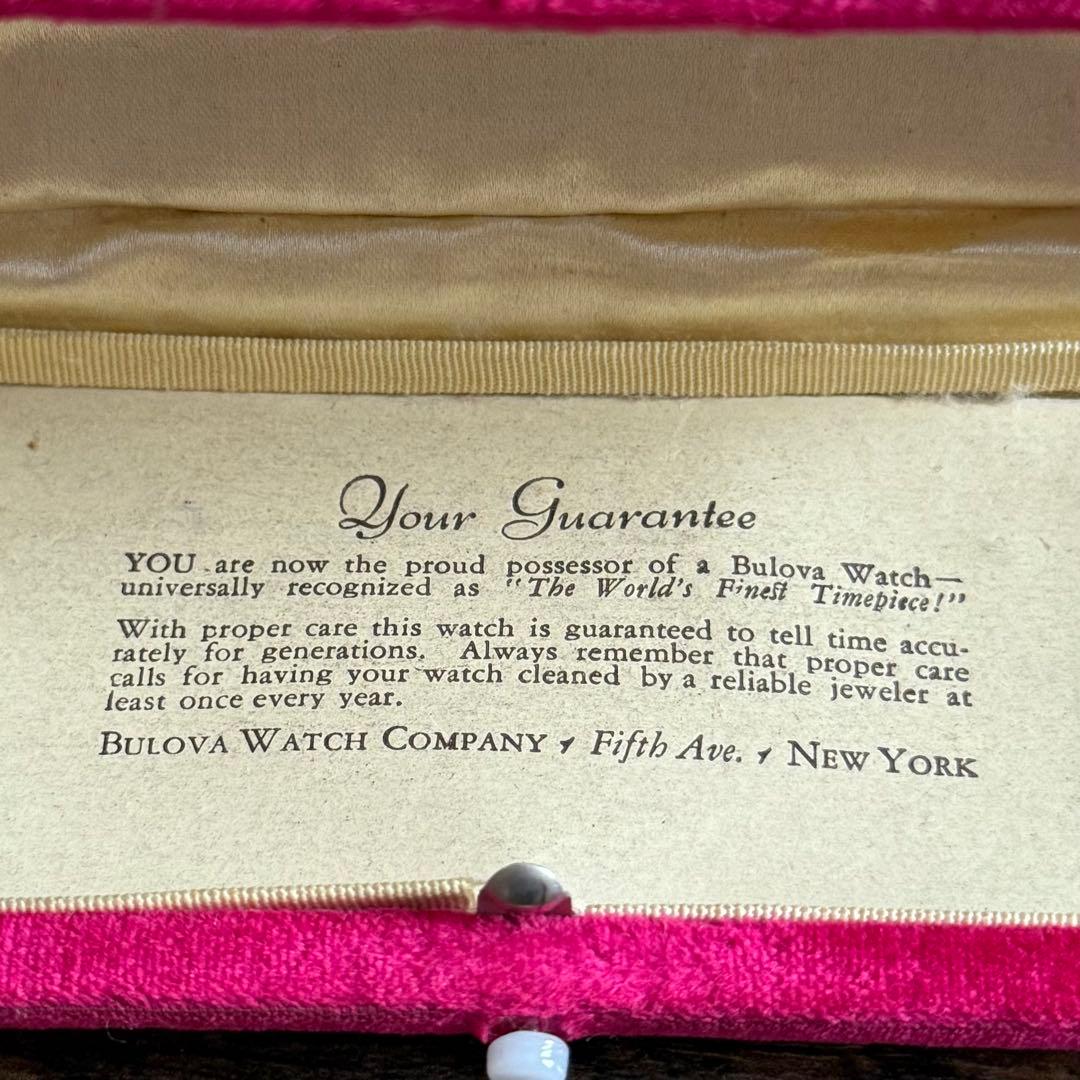 Your Guarantee
YOU are now the proud possessor of a Bulova Watch—
universally recognized as "The World's Finest Timepiece!"
With proper care this watch is guaranteed to tell time accu-
rately for generations. Always remember that proper care
calls for having your watch cleaned by a reliable jeweler at
least once every year.
BULOVA WATCH COMPANY Fifth Ave. NEW YORK